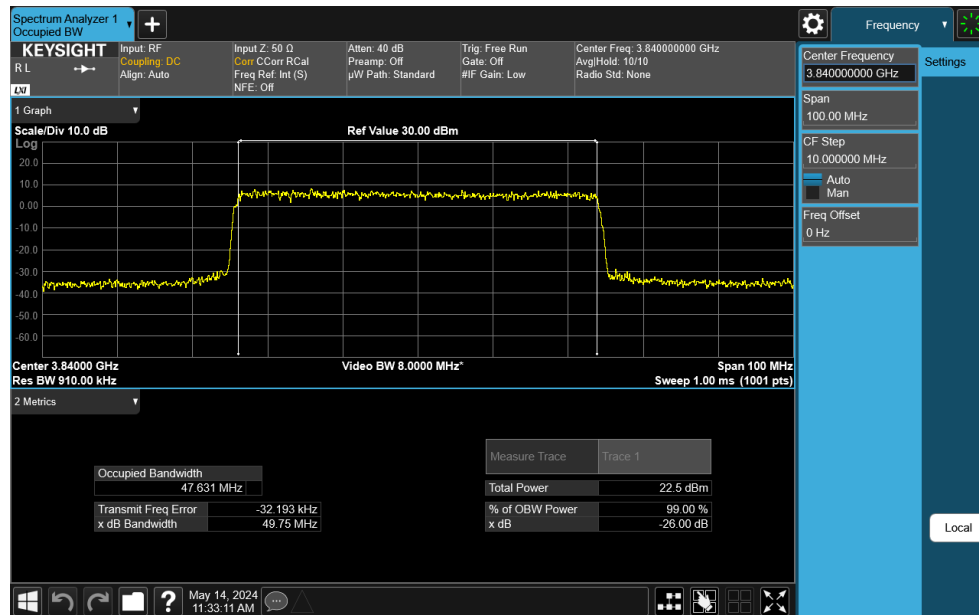 Spectrum Analyzer 1
Occupied BW
Frequency
KEYSIGHT
R L
LXI
Input: RF
Coupling: DC
Align: Auto
Input Z: 50 Ω
Corr CCorr RCal
Freq Ref: Int (S)
NFE: Off
Atten: 40 dB
Preamp: Off
µW Path: Standard
Trig: Free Run
Gate: Off
#IF Gain: Low
Center Freq: 3.840000000 GHz
Avg|Hold: 10/10
Radio Std: None
Center Frequency
3.840000000 GHz
Settings
Span
100.00 MHz
CF Step
10.000000 MHz
Auto
Man
Freq Offset
0 Hz
1 Graph
Scale/Div 10.0 dB
Ref Value 30.00 dBm
Log
20.0
10.0
0.00
-10.0
-20.0
-30.0
-40.0
-50.0
-60.0
Center 3.84000 GHz
Video BW 8.0000 MHz*
Span 100 MHz
Res BW 910.00 kHz
Sweep 1.00 ms (1001 pts)
2 Metrics
Measure Trace
Trace 1
Occupied Bandwidth
47.631 MHz
Total Power
22.5 dBm
Transmit Freq Error
-32.193 kHz
% of OBW Power
99.00 %
x dB Bandwidth
49.75 MHz
x dB
-26.00 dB
Local
?
May 14, 2024
11:33:11 AM